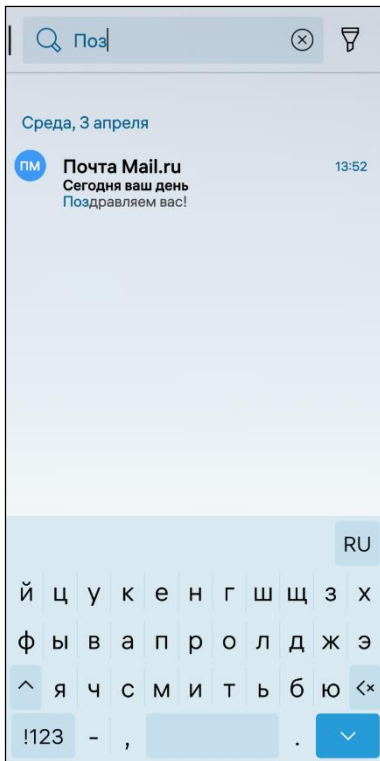 Поз
Среда, 3 апреля
ПМ
Почта Mail.ru
13:52
Сегодня ваш день
Поздравляем вас!
RU
й ц у к е н г ш щ з х
ф ы в а п р о л д ж э
я ч с м и т ь б ю
!123 - , .